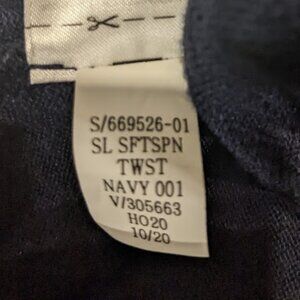 S/669526-01
SL SFTSPN
TWST
NAVY 001
V/305663
HO20
10/20